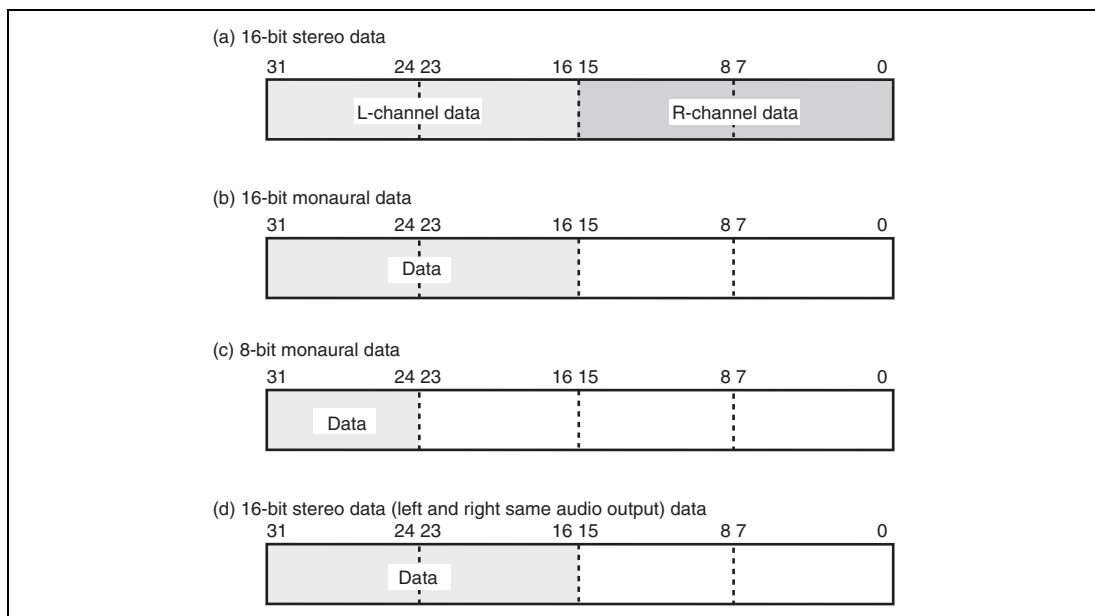 (a) 16-bit stereo data
31 24 23 16 15 8 7 0
L-channel data R-channel data
(b) 16-bit monaural data
31 24 23 16 15 8 7 0
Data
(c) 8-bit monaural data
31 24 23 16 15 8 7 0
Data
(d) 16-bit stereo data (left and right same audio output) data
31 24 23 16 15 8 7 0
Data